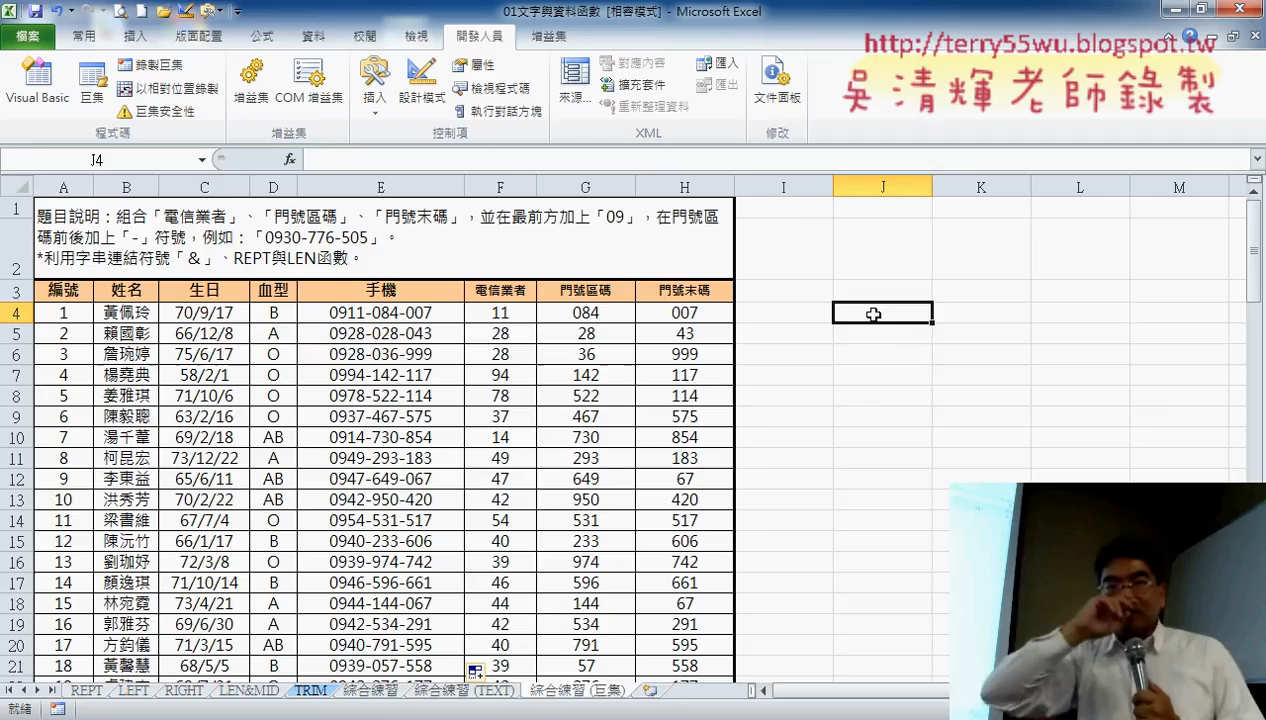 01文字與資料函數 [相容模式] - Microsoft Excel
檔案 常用 插入 版面配置 公式 資料 校閱 檢視 開發人員 增益集
http://terry55wu.blogspot.tw
吳清輝老師錄製
Visual Basic 巨集 錄製巨集 以相對位置錄製 巨集安全性 增益集 COM 增益集 插入 設計模式 屬性 檢視程式碼 執行對話方塊 來源... 對應內容 擴充套件 重新整理資料 匯入 匯出 文件面板
程式碼 增益集 控制項 XML 修改
J4 fx
A B C D E F G H I J K L M
1 題目說明：組合「電信業者」、「門號區碼」、「門號末碼」，並在最前方加上「09」，在門號區
碼前後加上「-」符號，例如：「0930-776-505」。
2 *利用字串連結符號「&」、REPT與LEN函數。
3 編號 姓名 生日 血型 手機 電信業者 門號區碼 門號末碼
4 1 黃佩玲 70/9/17 B 0911-084-007 11 084 007
5 2 賴國彰 66/12/8 A 0928-028-043 28 28 43
6 3 詹琬婷 75/6/17 O 0928-036-999 28 36 999
7 4 楊堯典 58/2/1 O 0994-142-117 94 142 117
8 5 姜雅琪 71/10/6 O 0978-522-114 78 522 114
9 6 陳毅聰 63/2/16 O 0937-467-575 37 467 575
10 7 湯千葦 69/2/18 AB 0914-730-854 14 730 854
11 8 柯昆宏 73/12/22 A 0949-293-183 49 293 183
12 9 李東益 65/6/11 AB 0947-649-067 47 649 67
13 10 洪秀芳 70/2/22 AB 0942-950-420 42 950 420
14 11 梁書維 67/7/4 O 0954-531-517 54 531 517
15 12 陳沅竹 66/1/17 B 0940-233-606 40 233 606
16 13 劉珈妤 72/3/8 O 0939-974-742 39 974 742
17 14 顏逸琪 71/10/14 B 0946-596-661 46 596 661
18 15 林宛霓 73/4/21 A 0944-144-067 44 144 67
19 16 郭雅芬 69/6/30 A 0942-534-291 42 534 291
20 17 方鈞儀 71/3/15 AB 0940-791-595 40 791 595
21 18 黃馨慧 68/5/5 B 0939-057-558 39 57 558
REPT LEFT RIGHT LEN&MID TRIM 綜合練習 綜合練習 (TEXT) 綜合練習 (巨集)
就緒